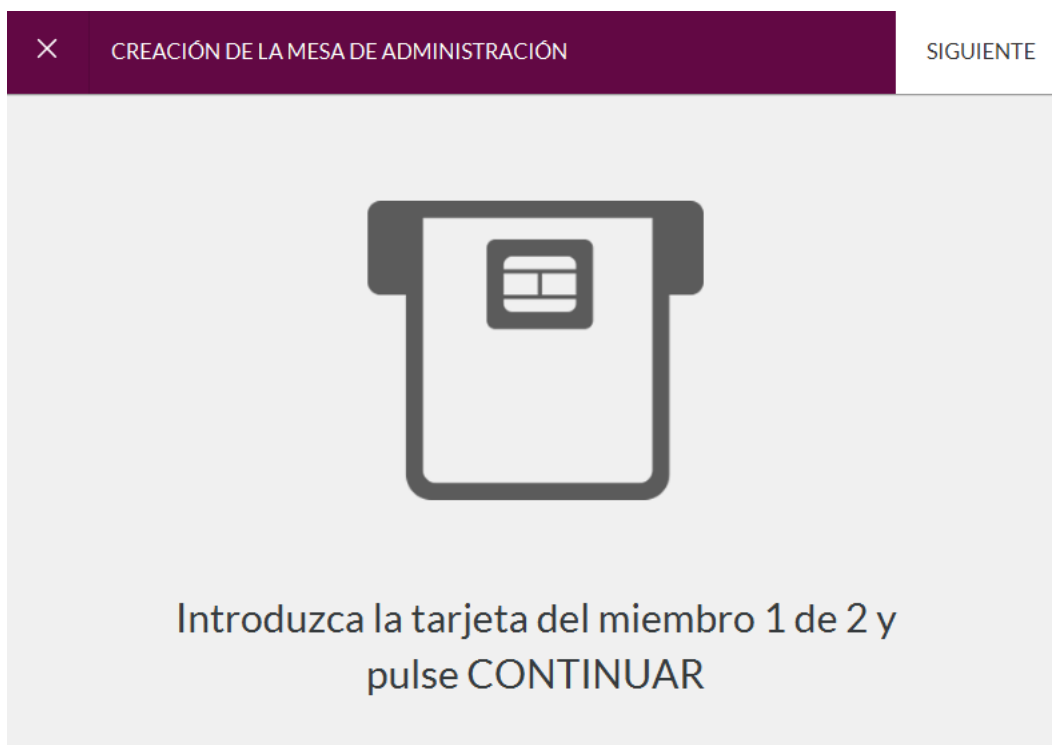 CREACIÓN DE LA MESA DE ADMINISTRACIÓN
SIGUIENTE
Introduzca la tarjeta del miembro 1 de 2 y
pulse CONTINUAR